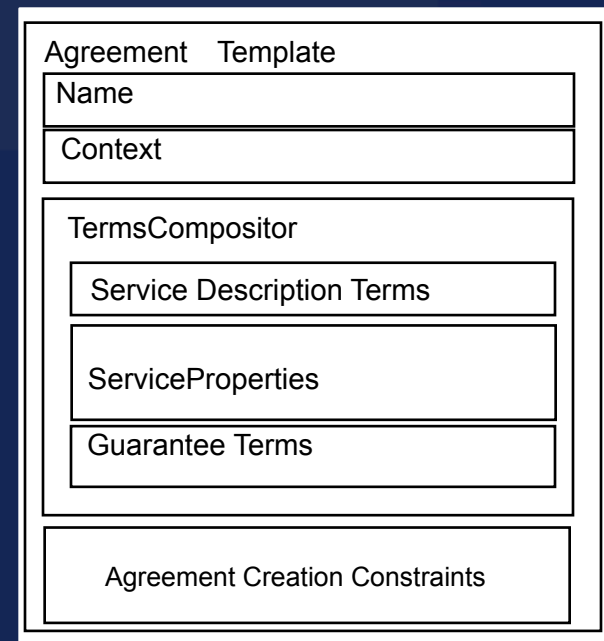 Agreement Template
Name
Context
TermsCompositor
Service Description Terms
ServiceProperties
Guarantee Terms
Agreement Creation Constraints